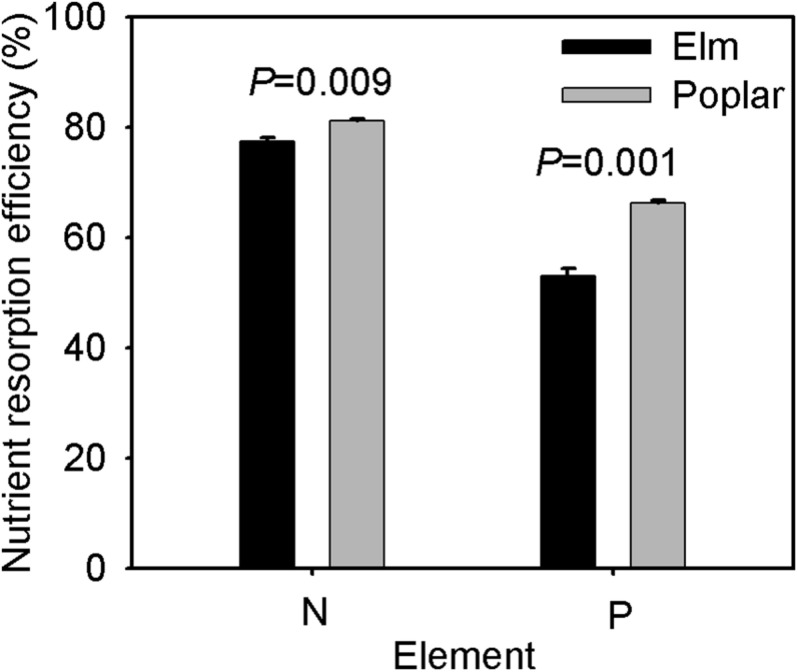 Nutrient resorption efficiency (%)
100
80
60
40
20
0
Elm
Poplar
P=0.009
P=0.001
N
P
Element